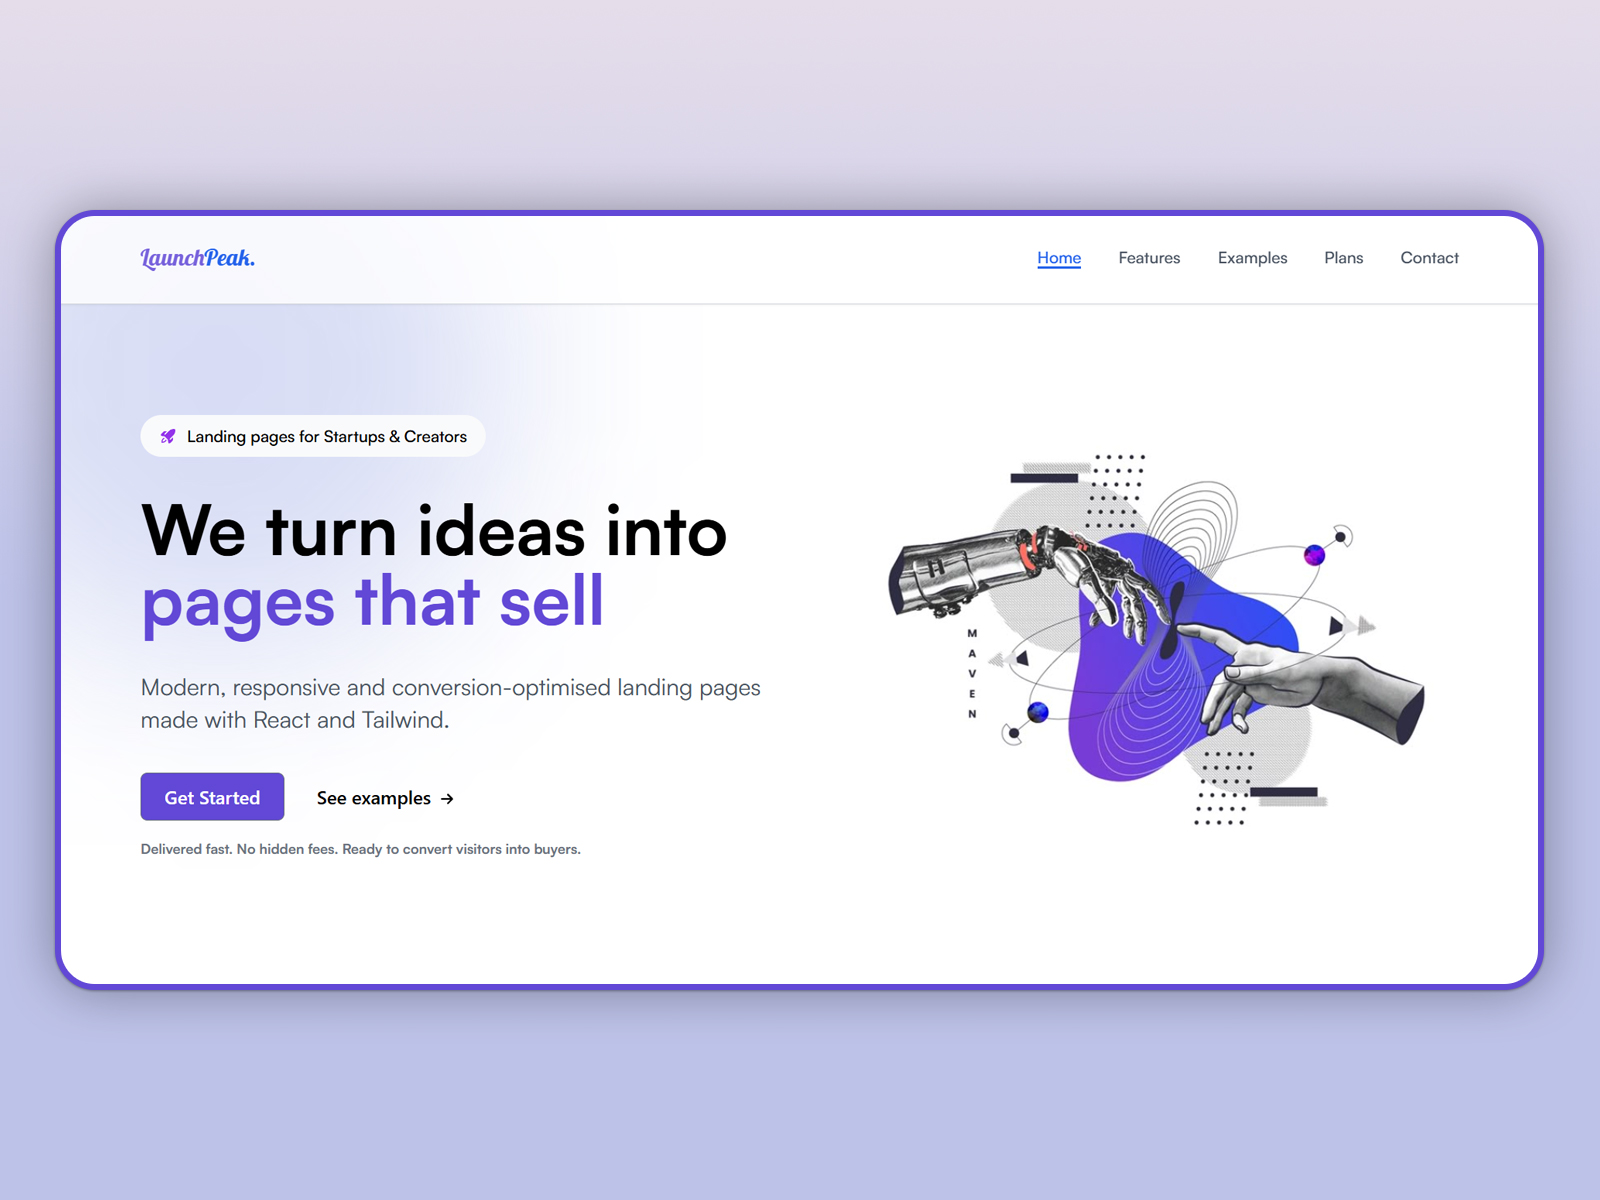 LaunchPeak.
Home Features Examples Plans Contact
Landing pages for Startups & Creators
We turn ideas into
pages that sell
Modern, responsive and conversion-optimised landing pages
made with React and Tailwind.
Get Started See examples →
Delivered fast. No hidden fees. Ready to convert visitors into buyers.
M
A
V
E
N